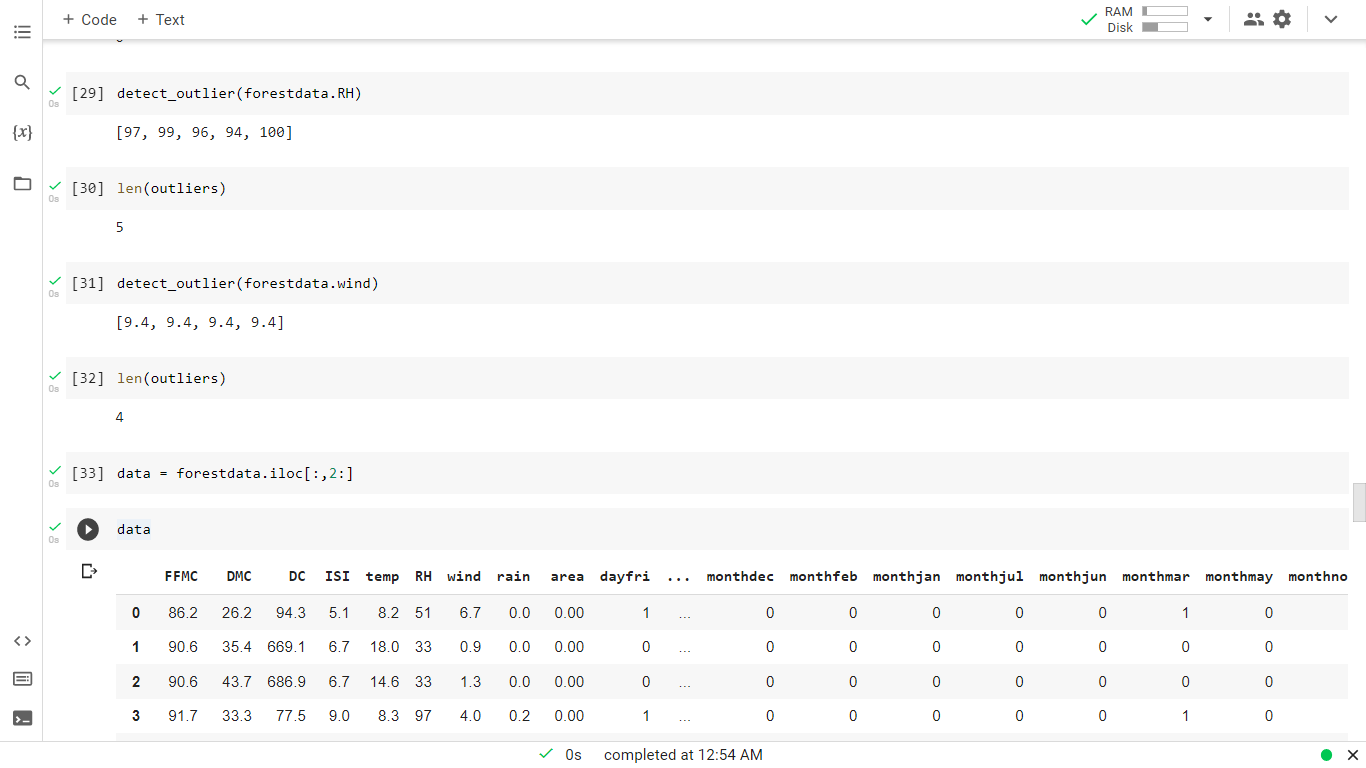 + Code + Text
RAM
Disk
{x}
0s
[29] detect_outlier(forestdata.RH)
[97, 99, 96, 94, 100]
0s
[30] len(outliers)
5
0s
[31] detect_outlier(forestdata.wind)
[9.4, 9.4, 9.4, 9.4]
0s
[32] len(outliers)
4
0s
[33] data = forestdata.iloc[:,2:]
0s
data
FFMC DMC DC ISI temp RH wind rain area dayfri ... monthdec monthfeb monthjan monthjul monthjun monthmar monthmay monthno
0 86.2 26.2 94.3 5.1 8.2 51 6.7 0.0 0.00 1 ... 0 0 0 0 0 1 0
1 90.6 35.4 669.1 6.7 18.0 33 0.9 0.0 0.00 0 ... 0 0 0 0 0 0 0
2 90.6 43.7 686.9 6.7 14.6 33 1.3 0.0 0.00 0 ... 0 0 0 0 0 0 0
3 91.7 33.3 77.5 9.0 8.3 97 4.0 0.2 0.00 1 ... 0 0 0 0 0 1 0
0s completed at 12:54 AM